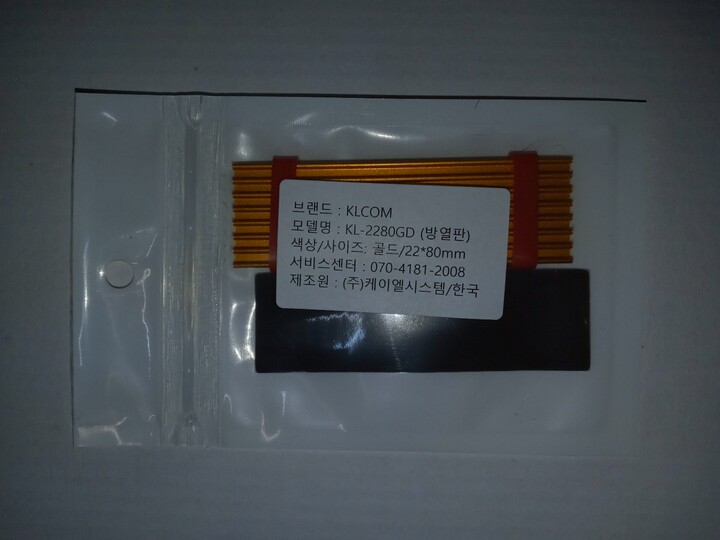 브랜드 : KLCOM
모델명 : KL-2280GD (방열판)
색상/사이즈: 골드/22*80mm
서비스센터 : 070-4181-2008
제조원 : (주)케이엘시스템/한국